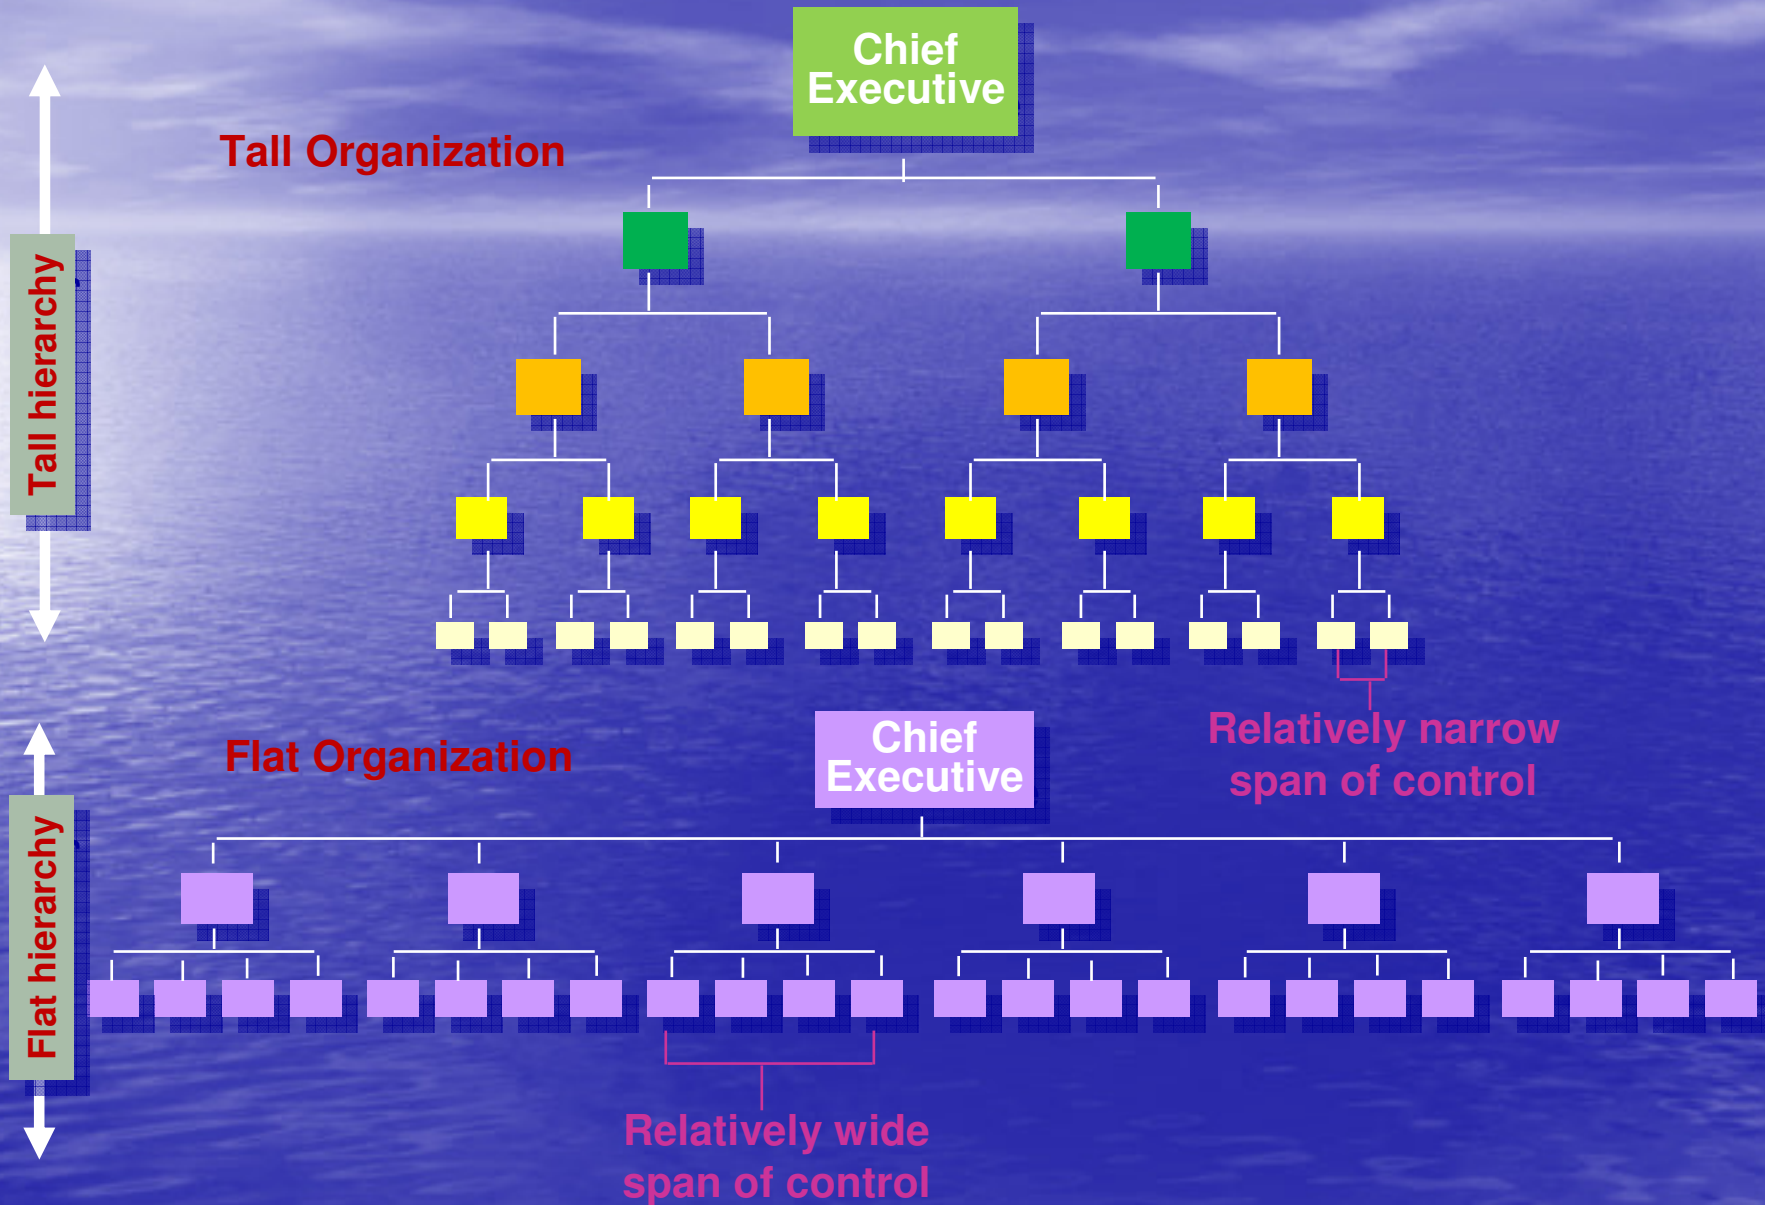 Chief
Executive
Tall Organization
Tall hierarchy
Relatively narrow
span of control
Flat Organization
Chief
Executive
Flat hierarchy
Relatively wide
span of control